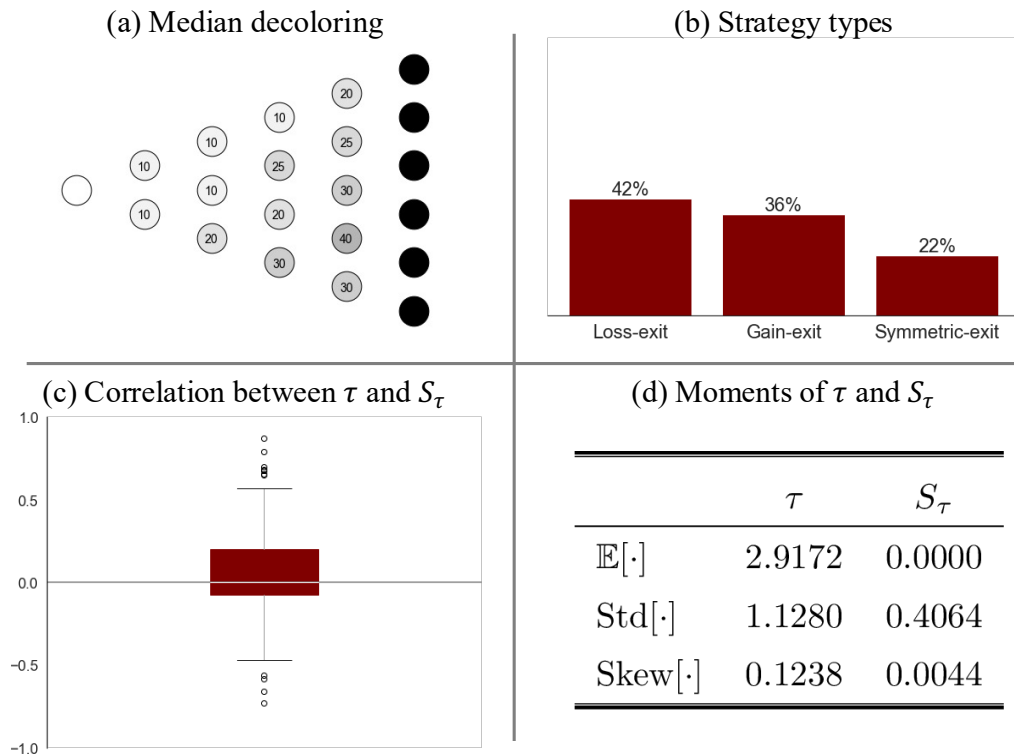 (a) Median decoloring
20
10
10
25
10
25
30
10
10
20
20
40
30
30
(b) Strategy types
42%
36%
22%
Loss-exit
Gain-exit
Symmetric-exit
(c) Correlation between τ and S_τ
1.0
0.5
0.0
−0.5
−1.0
(d) Moments of τ and S_τ
τ S_τ
𝔼[·] 2.9172 0.0000
Std[·] 1.1280 0.4064
Skew[·] 0.1238 0.0044